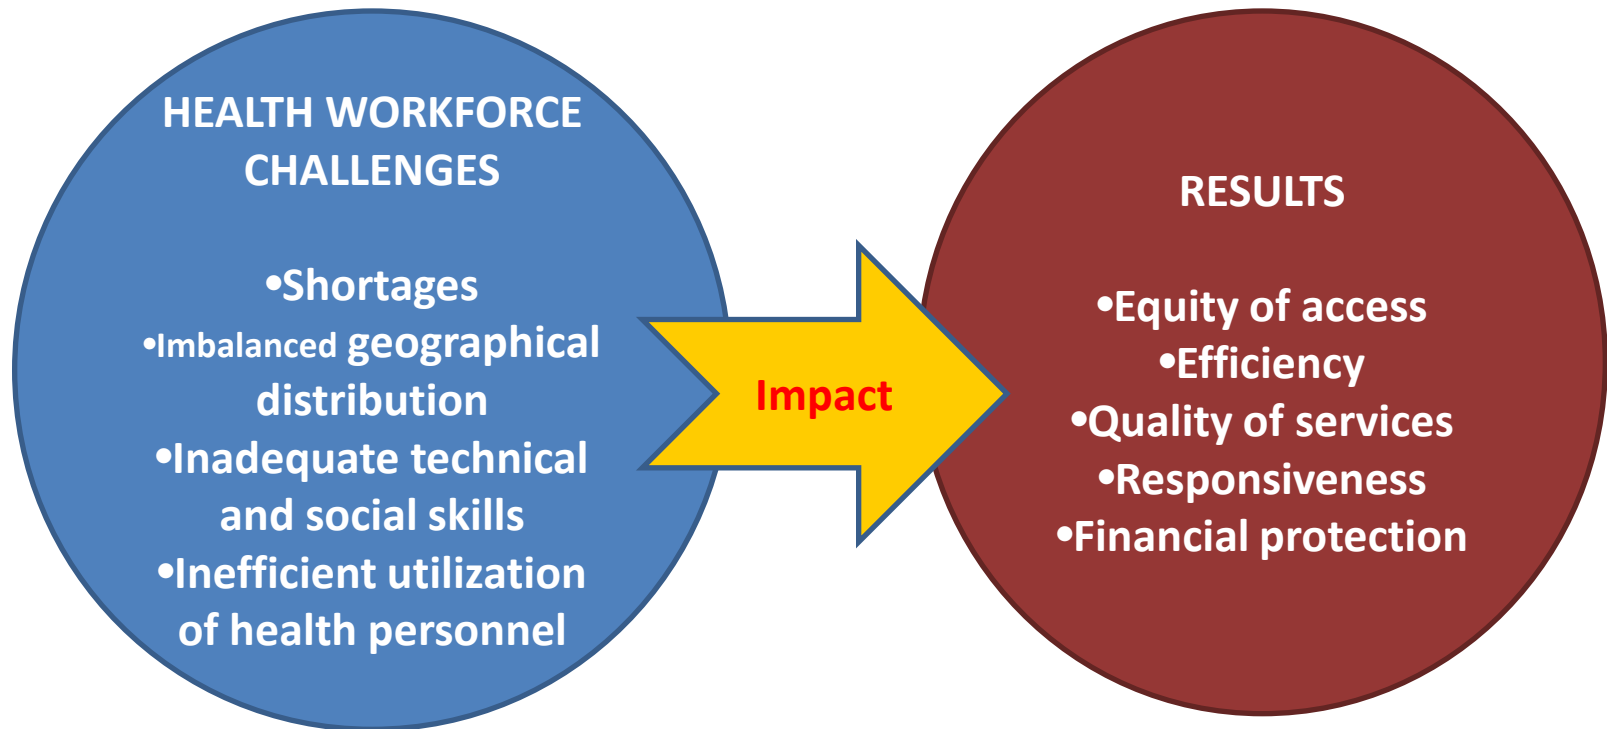 HEALTH WORKFORCE
CHALLENGES
•Shortages
•Imbalanced geographical
distribution
•Inadequate technical
and social skills
•Inefficient utilization
of health personnel
Impact
RESULTS
•Equity of access
•Efficiency
•Quality of services
•Responsiveness
•Financial protection